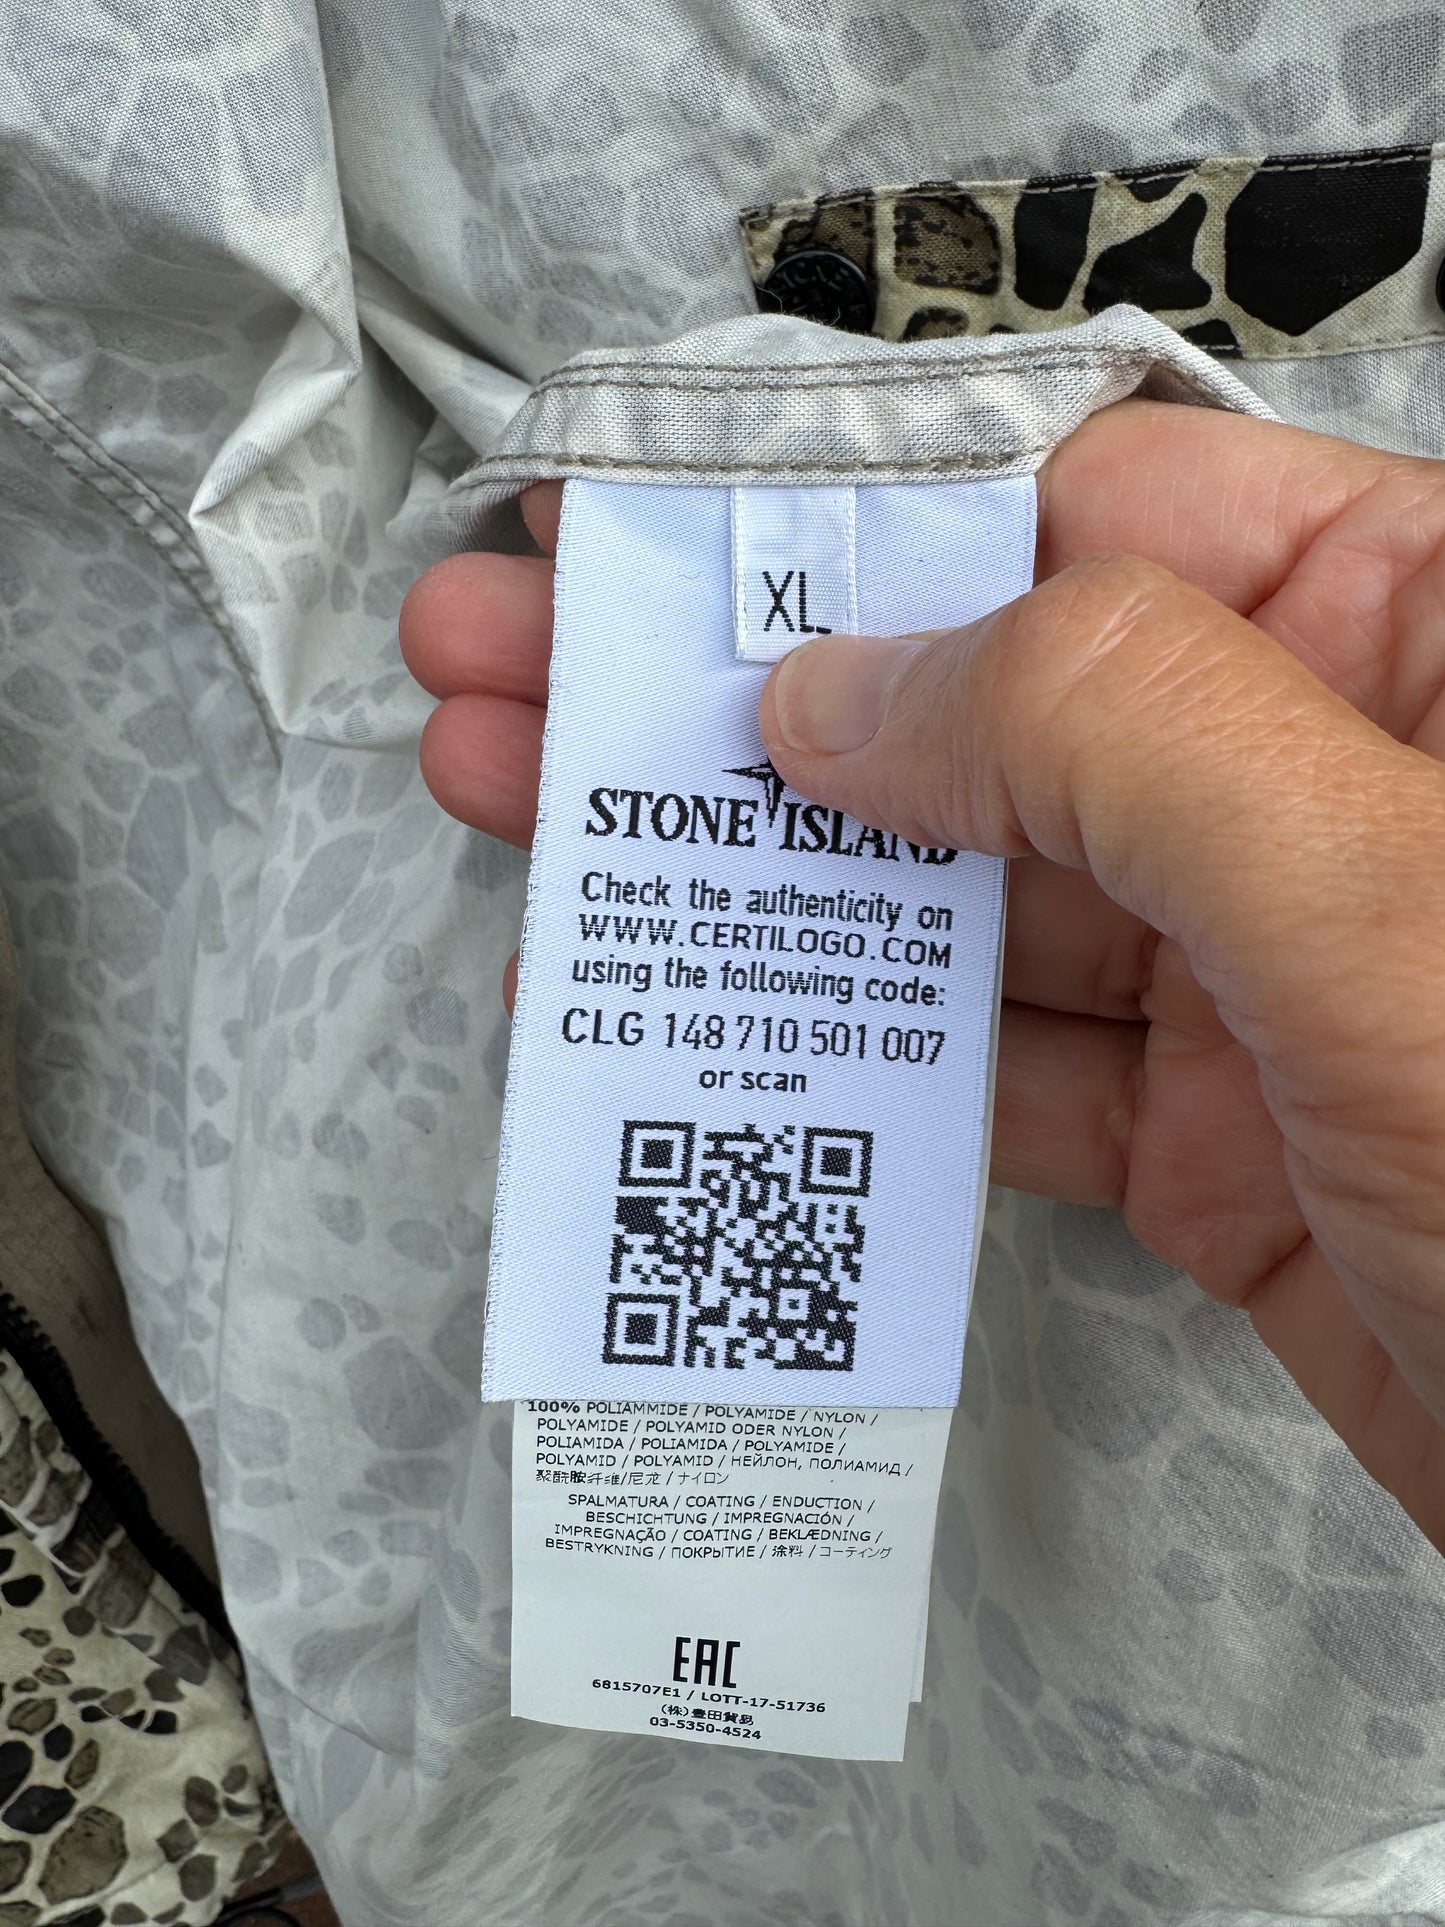 XL
STONE ISLAND
Check the authenticity on
WWW.CERTILOGO.COM
using the following code:
CLG 148 710 501 007
or scan
100% POLIAMMIDE / POLYAMIDE / NYLON /
POLYAMIDE / POLYAMID ODER NYLON /
POLIAMIDA / POLIAMIDA / POLYAMIDE /
POLYAMID / POLYAMID / НЕЙЛОН, ПОЛИАМИД /
聚酰胺纤维/尼龙 / ナイロン
SPALMATURA / COATING / ENDUCTION /
BESCHICHTUNG / IMPREGNACIÓN /
IMPREGNAÇÃO / COATING / BEKLÆDNING /
BESTRYKNING / ПОКРЫТИЕ / 涂料 / コーティング
EAC
6815707E1 / LOTT-17-51736
(株)豊田貿易
03-5350-4524